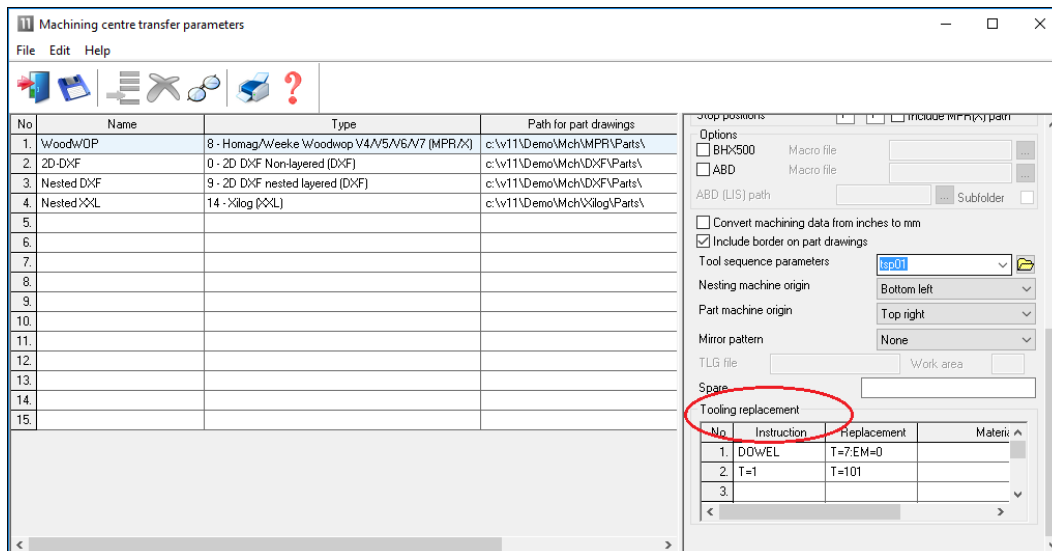 11 Machining centre transfer parameters
File Edit Help
No Name Type Path for part drawings
1. WoodWOP 8 - Homag/Weeke Woodwop V4/V5/V6/V7 (MPR/X) c:\v11\Demo\Mch\MPR\Parts\
2. 2D-DXF 0 - 2D DXF Non-layered (DXF) c:\v11\Demo\Mch\DXF\Parts\
3. Nested DXF 9 - 2D DXF nested layered (DXF) c:\v11\Demo\Mch\DXF\Parts\
4. Nested XXL 14 - Xilog (XXL) c:\v11\Demo\Mch\Xilog\Parts\
5.
6.
7.
8.
9.
10.
11.
12.
13.
14.
15.
Stop positions Include MPR(X) path
Options
BHX500 Macro file ...
ABD Macro file ...
ABD (LIS) path ... Subfolder
Convert machining data from inches to mm
Include border on part drawings
Tool sequence parameters tsp01
Nesting machine origin Bottom left
Part machine origin Top right
Mirror pattern None
TLG file Work area
Spare
Tooling replacement
No Instruction Replacement
1. DOWEL T=7:EM=0
2. T=1 T=101
3.